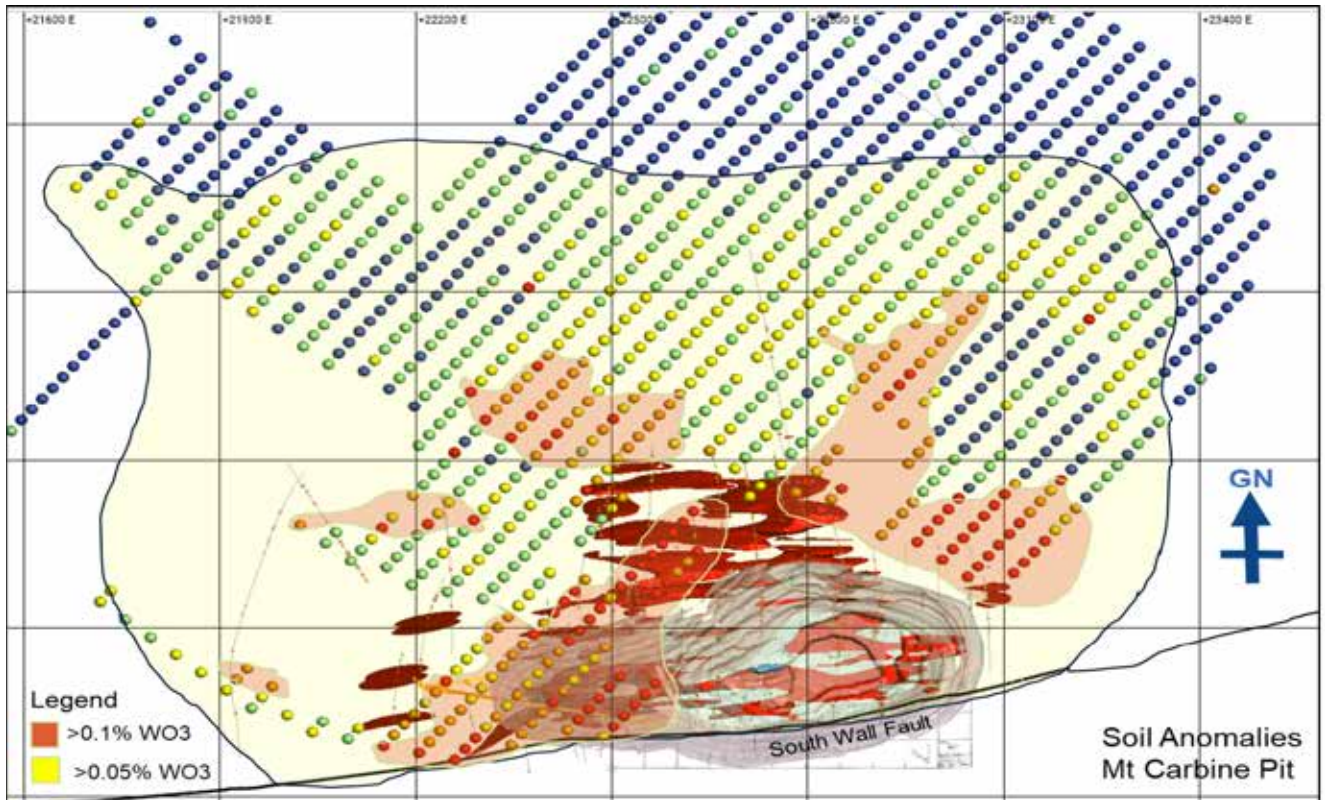 +21600 E
+21900 E
+22200 E
+23400 E
GN
South Wall Fault
Legend
>0.1% WO3
>0.05% WO3
Soil Anomalies
Mt Carbine Pit